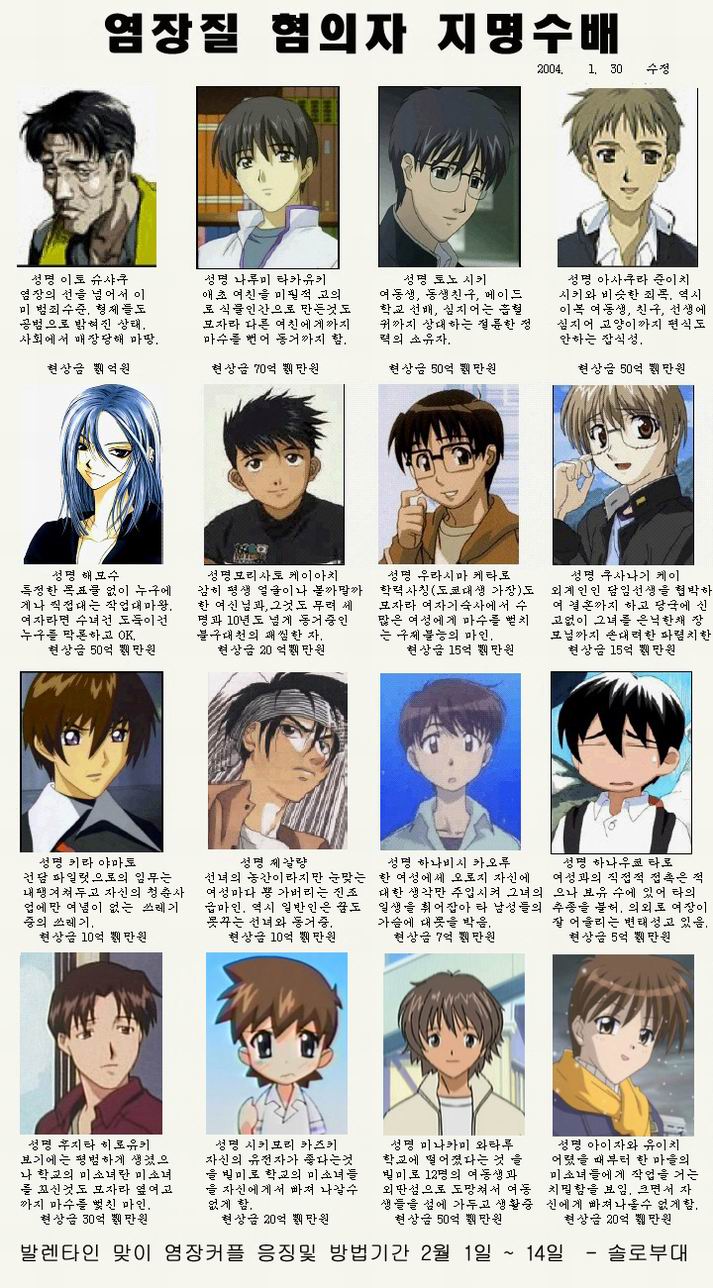 염장질 혐의자 지명수배
2004. 1. 30 수정
성명 이토 슈사쿠
염장의 선을 넘어서 이
미 범죄수준. 형제들도
공범으로 밝혀진 상태.
사회에서 매장당해 마땅.
현상금 뷁억원
성명 나루미 타카유키
애초 여친을 미필적 고의
로 식물인간으로 만든것도
모자라 다른 여친에게까지
마수를 뻗어 동거까지 함.
현상금 70억 뷁만원
성명 토노 시키
여동생, 동생친구, 메이드
학교 선배, 심지어는 흡혈
귀까지 상대하는 절륜한 정
력의 소유자.
현상금 50억 뷁만원
성명 아사쿠라 준이치
시키와 비슷한 죄목. 역시
이쪽 여동생, 친구, 선생에
심지어 고양이까지 편식도
안하는 잡식성.
현상금 50억 뷁만원
성명 해모수
특정한 목표물 없이 누구에
게나 직접대는 작업대마왕.
여자라면 수녀건 도둑이건
누구를 막론하고 OK.
현상금 50억 뷁만원
성명모리사토 케이이치
감히 평생 얼굴이나 볼까말까
한 여신님과,그것도 무려 세
명과 10년도 넘게 동거중인
불구대천의 괘씸한 자.
현상금 20억 뷁만원
성명 우라시마 케타로
학력사칭(도쿄대생 가장)도
모자라 여자기숙사에서 수
많은 여성에게 마수를 뻗치
는 구제불능의 마인.
현상금 15억 뷁만원
성명 쿠사나기 케이
외계인인 담임선생을 협박하
여 결혼까지 하고 당국에 신
고없이 그녀를 은닉한채 장
모님까지 손대려한 파렴치한
현상금 15억 뷁만원
성명 키라 야마토
전담 파일럿으로의 임무는
내팽겨쳐두고 자신의 청춘사
업에만 여념이 없는 쓰레기
중의 쓰레기.
현상금 10억 뷁만원
성명 제갈량
선녀의 농간이라지만 눈맞는
여성마다 뿅 가버리는 진조
급마인. 역시 일반인은 꿈도
못꾸는 선녀와 동거중.
현상금 10억 뷁만원
성명 하나비시 카오루
한 여성에게 오로지 자신에
대한 생각만 주입시켜 그녀의
일생을 휘어잡아 타 남성들의
가슴에 대못을 박음.
현상금 7억 뷁만원
성명 하나우쿄 타로
여성과의 직접적 접촉은 적
으나 보유 수에 있어 타의
추종을 불허. 의외로 여장이
잘 어울리는 변태성고 있음.
현상금 5억 뷁만원
성명 후지타 히로유키
보기에는 평범하게 생겼으
나 학교의 미소녀란 미소녀
를 꼬신것도 모자라 옆여고
까지 마수를 뻗친 마인.
현상금 30억 뷁만원
성명 시키모리 카즈키
자신의 유전자가 좋다는것
을 빌미로 학교의 미소녀들
을 자신에게서 빠져 나갈수
없게 함.
현상금 20억 뷁만원
성명 미나카미 와타루
학교에 떨어졌다는 것 을
빌미로 12명의 여동생과
외딴섬으로 도망쳐서 여동
생들을 섬에 가두고 생활중
현상금 50억 뷁만원
성명 아이자와 유이치
어렸을 때부터 한 마을의
미소녀들에게 작업을 거는
치밀함을 보임. 크면서 자
신에게 빠져나올수 없게함.
현상금 20억 뷁만원
발렌타인 맞이 염장커플 응징및 방법기간 2월 1일 ~ 14일 - 솔로부대